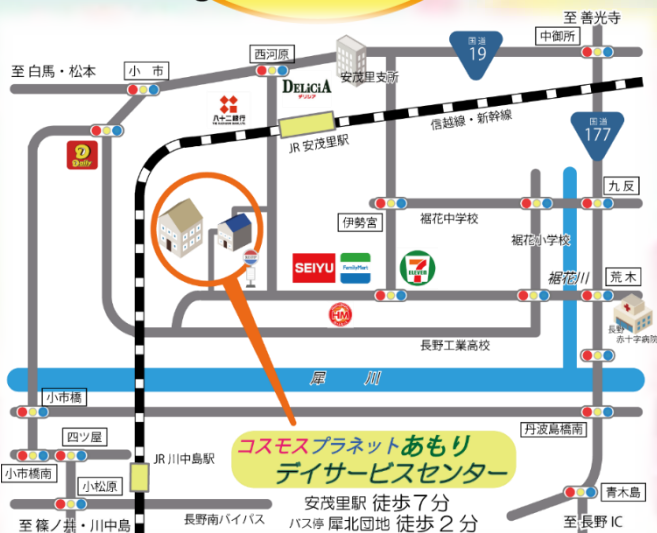 至 善光寺
国道
19
中御所
西河原
至 白馬・松本
小 市
DELiCiA
デリシア
安茂里支所
八十二銀行
信越線・新幹線
国道
177
JR 安茂里駅
Daily
九反
伊勢宮
裾花中学校
裾花小学校
SEIYU
FamilyMart
7
ELEVEN
裾花川
荒木
HM
長野
赤十字病院
長野工業高校
犀 川
小市橋
丹波島橋南
四ツ屋
コスモスプラネットあもり
デイサービスセンター
JR 川中島駅
小市橋南
小松原
安茂里駅 徒歩7分
青木島
至 篠ノ井・川中島
長野南バイパス
バス停 犀北団地 徒歩2分
至 長野 IC